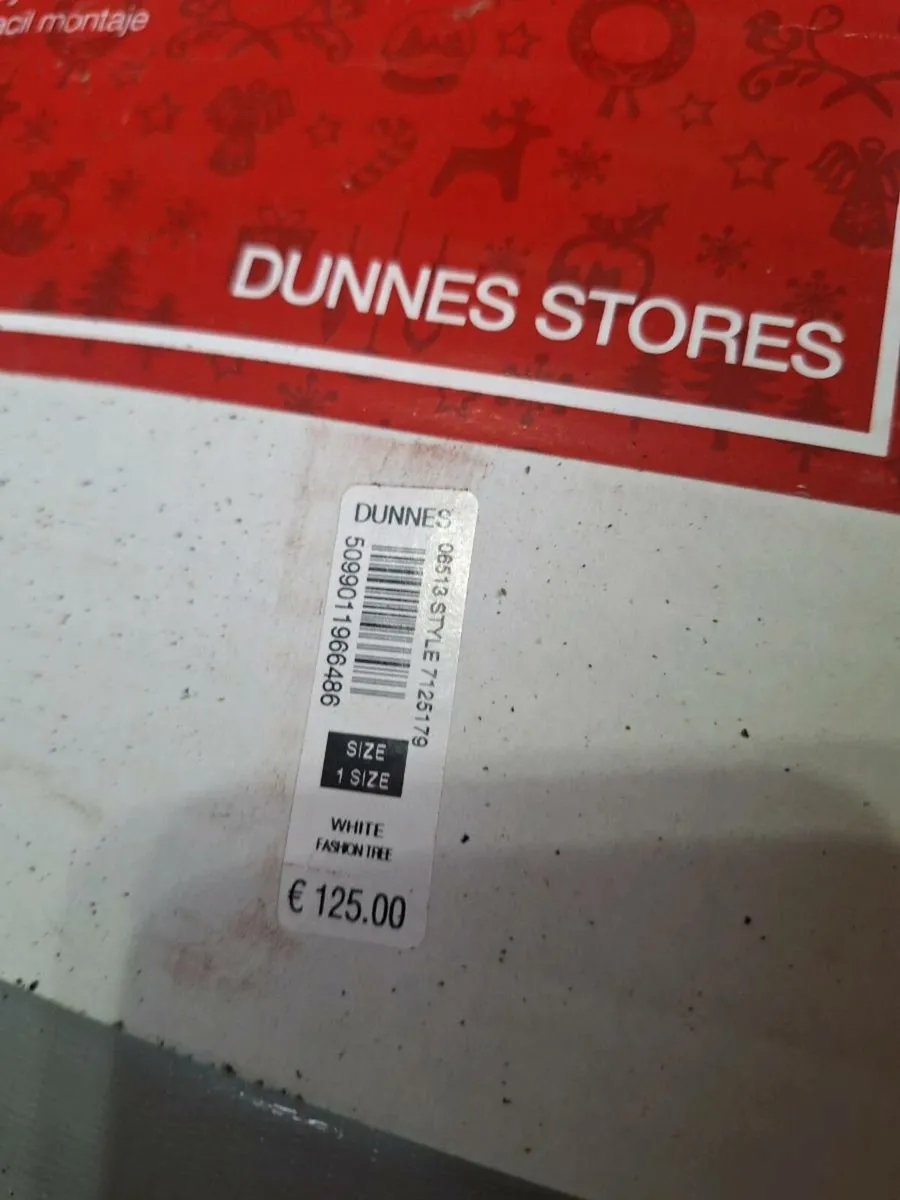 acil montaje
DUNNES STORES
DUNNES
06513 STYLE 7125179
5099011966486
SIZE
1 SIZE
WHITE
FASHION TREE
€ 125.00